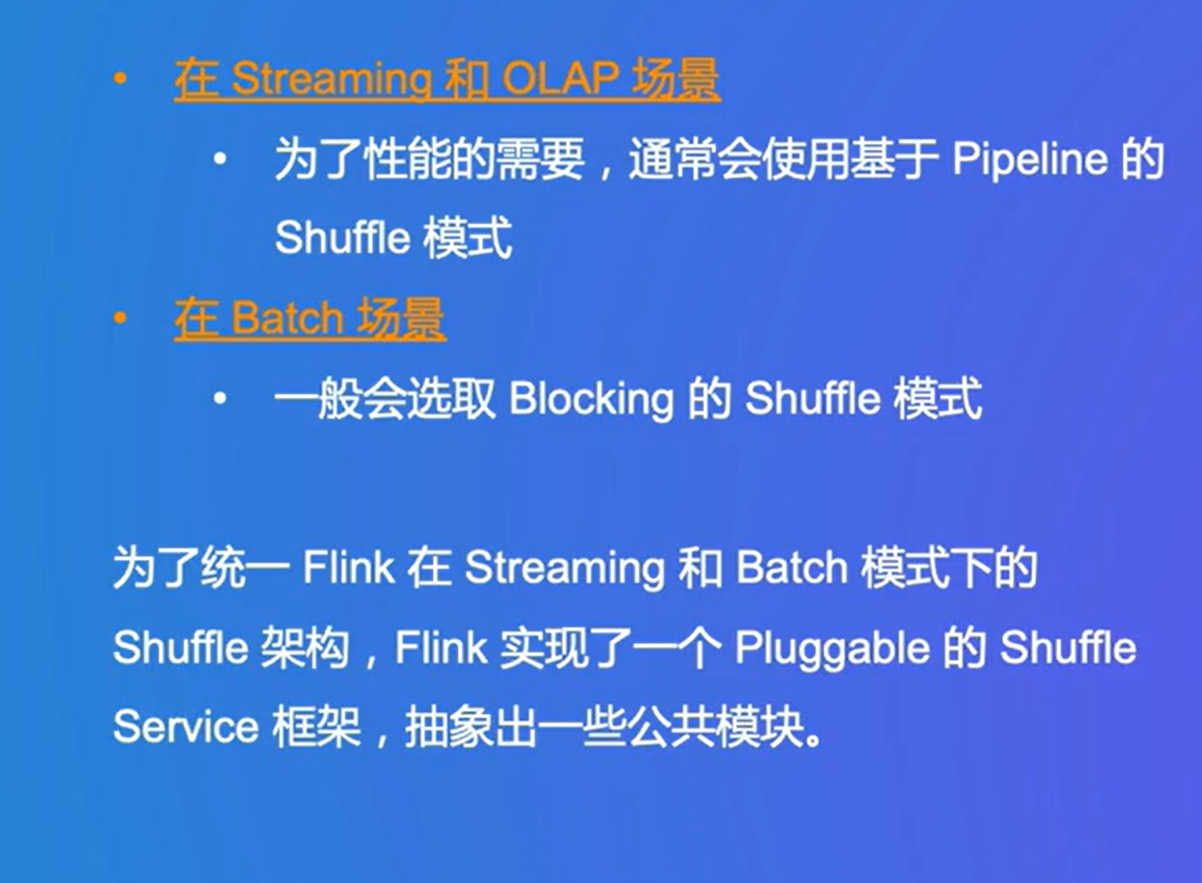 • 在 Streaming 和 OLAP 场景
• 为了性能的需要，通常会使用基于 Pipeline 的
Shuffle 模式
• 在 Batch 场景
• 一般会选取 Blocking 的 Shuffle 模式
为了统一 Flink 在 Streaming 和 Batch 模式下的
Shuffle 架构，Flink 实现了一个 Pluggable 的 Shuffle
Service 框架，抽象出一些公共模块。